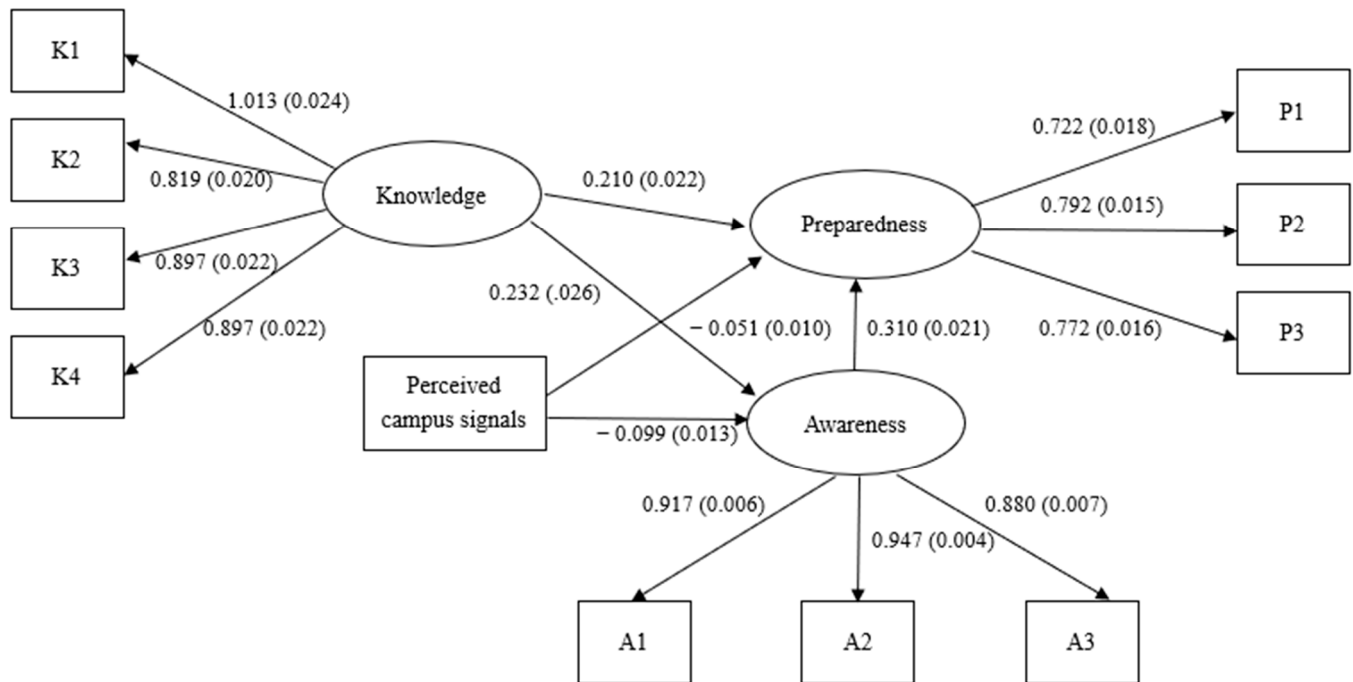 K1
1.013 (0.024)
K2
0.819 (0.020)
K3
0.897 (0.022)
K4
0.897 (0.022)
Knowledge
0.210 (0.022)
0.232 (.026)
Perceived
campus signals
− 0.051 (0.010)
− 0.099 (0.013)
Preparedness
0.310 (0.021)
Awareness
0.722 (0.018)
P1
0.792 (0.015)
P2
0.772 (0.016)
P3
0.917 (0.006)
0.947 (0.004)
0.880 (0.007)
A1
A2
A3